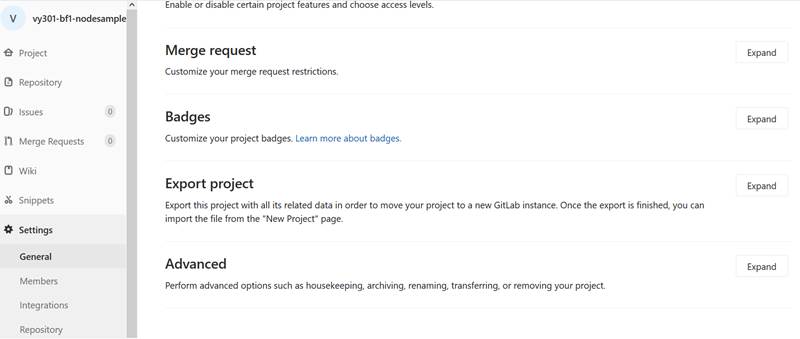 V vy301-bf1-nodesample
Project
Repository
Issues 0
Merge Requests 0
Wiki
Snippets
Settings
General
Members
Integrations
Repository
Enable or disable certain project features and choose access levels.
Merge request Expand
Customize your merge request restrictions.
Badges Expand
Customize your project badges. Learn more about badges.
Export project Expand
Export this project with all its related data in order to move your project to a new GitLab instance. Once the export is finished, you can
import the file from the "New Project" page.
Advanced Expand
Perform advanced options such as housekeeping, archiving, renaming, transferring, or removing your project.